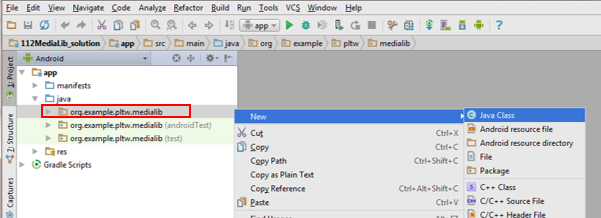 File Edit View Navigate Code Analyze Refactor Build Run Tools VCS Window Help
app
112MediaLib_solution app src main java org example pltw medialib
Android
1: Project
7: Structure
Captures
app
manifests
java
org.example.pltw.medialib
org.example.pltw.medialib (androidTest)
org.example.pltw.medialib (test)
res
Gradle Scripts
New
Cut Ctrl+X
Copy Ctrl+C
Copy Path Ctrl+Shift+C
Copy as Plain Text
Copy Reference Ctrl+Alt+Shift+C
Paste Ctrl+V
Java Class
Android resource file
Android resource directory
File
Package
C++ Class
C/C++ Source File
C/C++ Header File